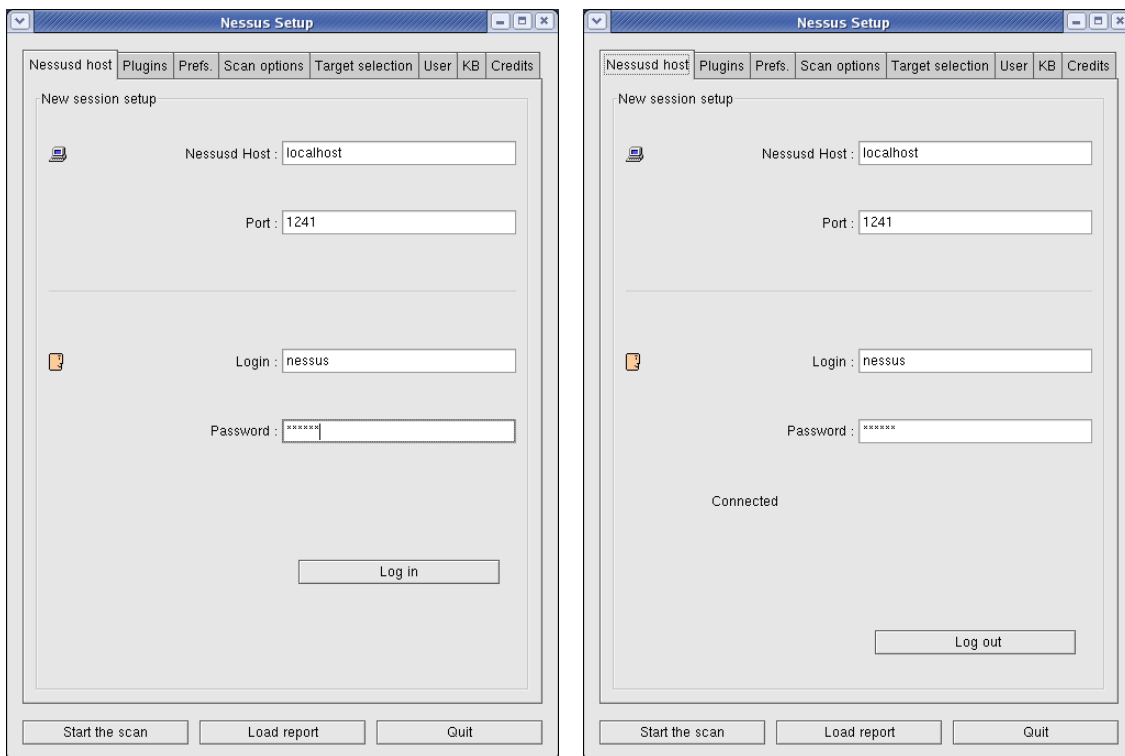 Nessus Setup
Nessusd host Plugins Prefs. Scan options Target selection User KB Credits
New session setup
Nessusd Host : localhost
Port : 1241
Login : nessus
Password : ******
Log in
Start the scan Load report Quit
Nessus Setup
Nessusd host Plugins Prefs. Scan options Target selection User KB Credits
New session setup
Nessusd Host : localhost
Port : 1241
Login : nessus
Password : ******
Connected
Log out
Start the scan Load report Quit